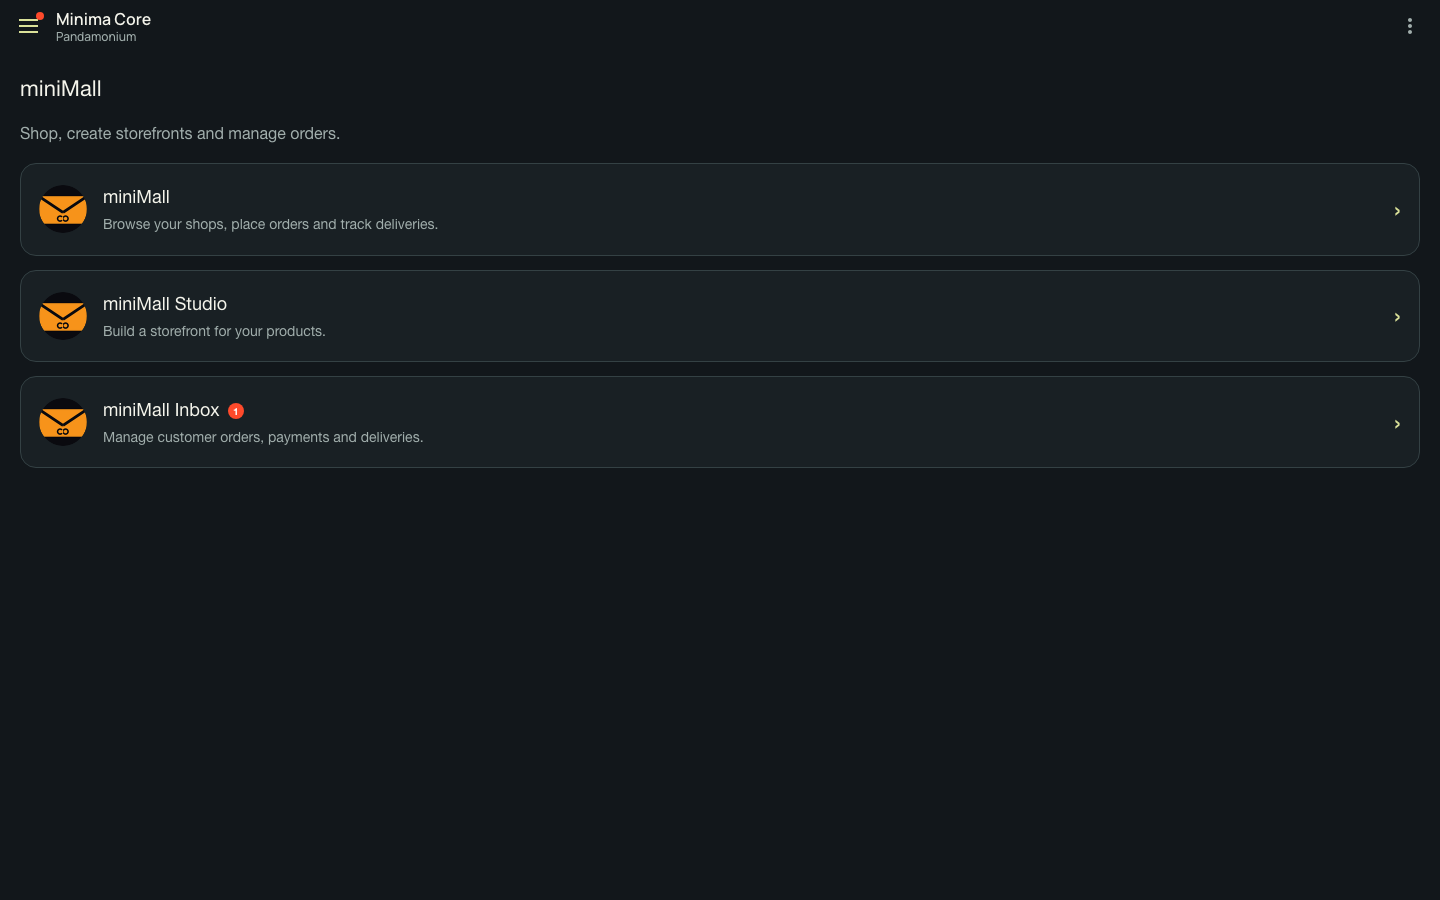 Minima Core
Pandamonium
miniMall
Shop, create storefronts and manage orders.
miniMall
Browse your shops, place orders and track deliveries.
miniMall Studio
Build a storefront for your products.
miniMall Inbox 1
Manage customer orders, payments and deliveries.